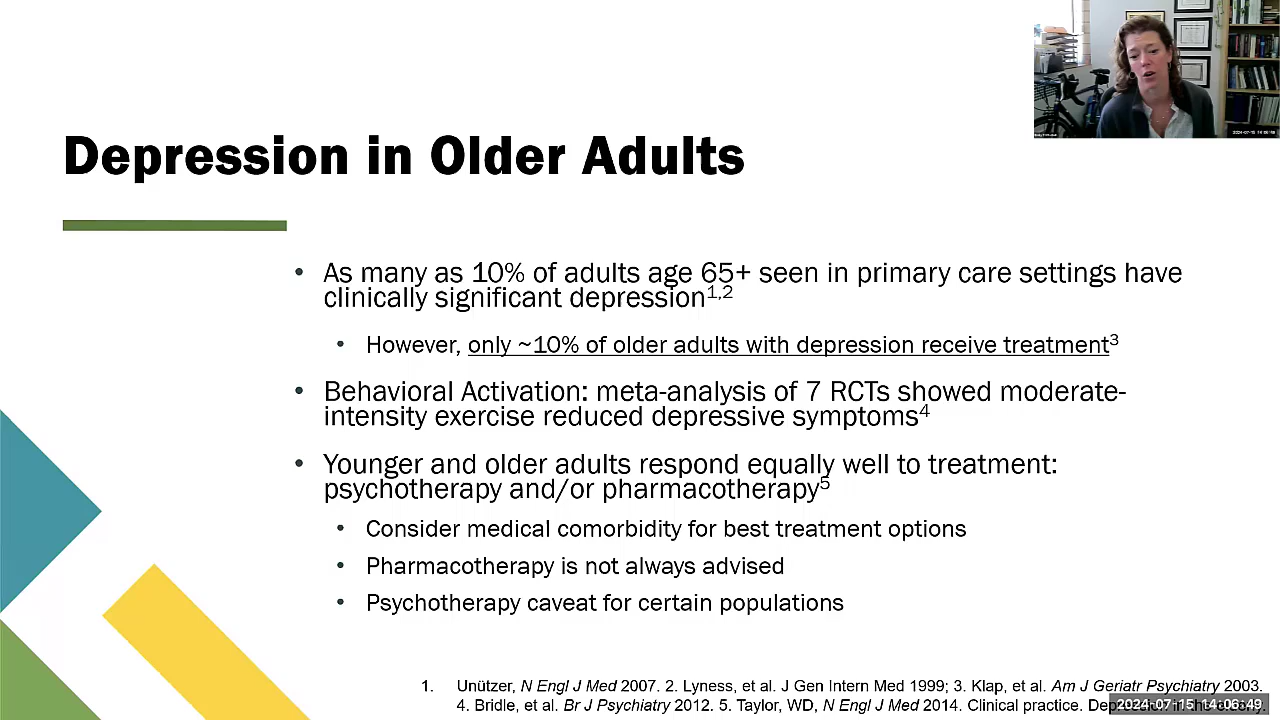 Depression in Older Adults
• As many as 10% of adults age 65+ seen in primary care settings have
clinically significant depression1,2
• However, only ~10% of older adults with depression receive treatment3
• Behavioral Activation: meta-analysis of 7 RCTs showed moderate-
intensity exercise reduced depressive symptoms4
• Younger and older adults respond equally well to treatment:
psychotherapy and/or pharmacotherapy5
• Consider medical comorbidity for best treatment options
• Pharmacotherapy is not always advised
• Psychotherapy caveat for certain populations
1. Unützer, N Engl J Med 2007. 2. Lyness, et al. J Gen Intern Med 1999; 3. Klap, et al. Am J Geriatr Psychiatry 2003.
4. Bridle, et al. Br J Psychiatry 2012. 5. Taylor, WD, N Engl J Med 2014. Clinical practice.
2024-07-15 14:06:49